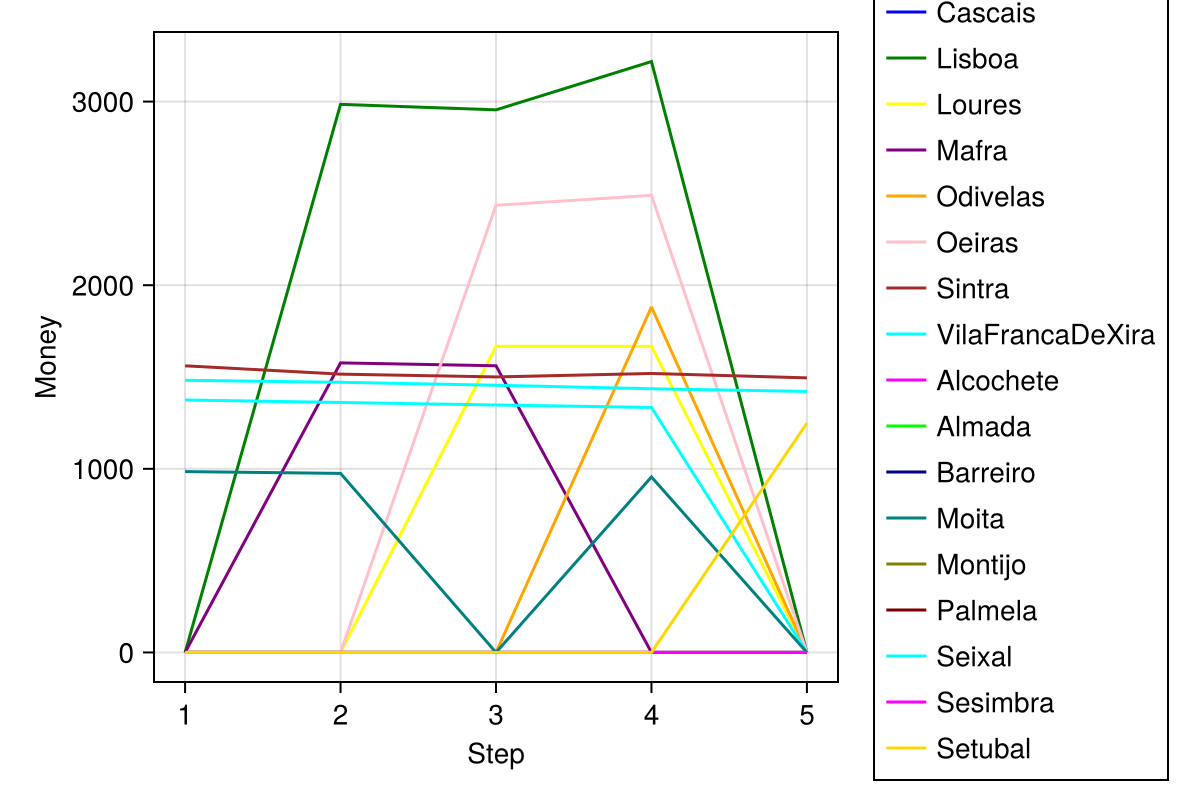 Money
3000
2000
1000
0
1
2
3
4
5
Step
Cascais
Lisboa
Loures
Mafra
Odivelas
Oeiras
Sintra
VilaFrancaDeXira
Alcochete
Almada
Barreiro
Moita
Montijo
Palmela
Seixal
Sesimbra
Setubal